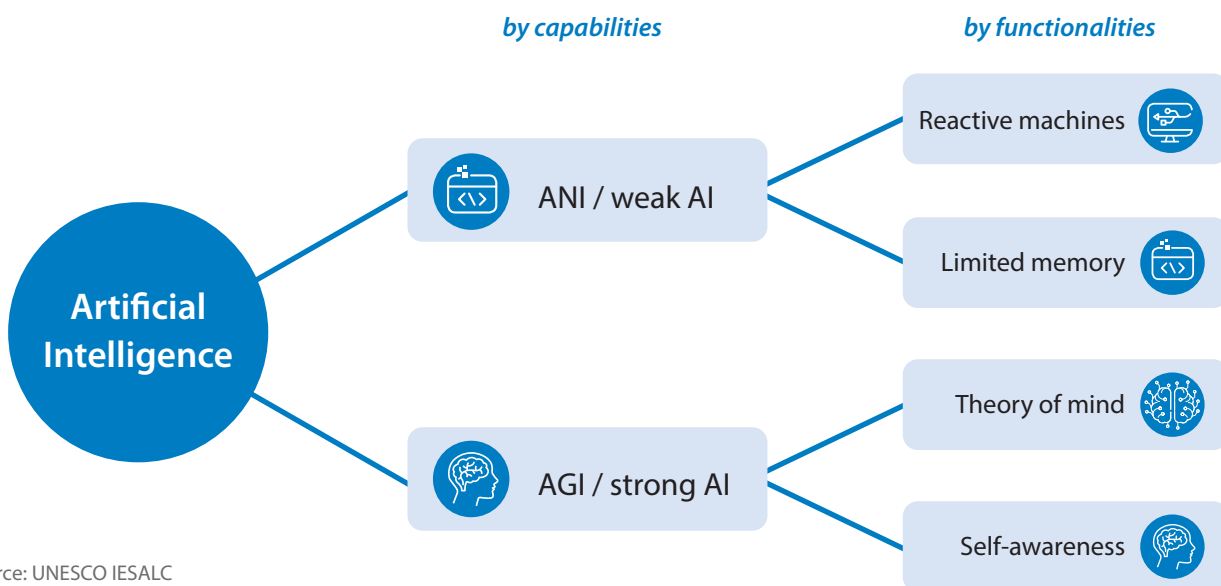 by capabilities
by functionalities
Reactive machines
ANI / weak AI
Limited memory
Artificial
Intelligence
Theory of mind
AGI / strong AI
Self-awareness
rce: UNESCO IESALC